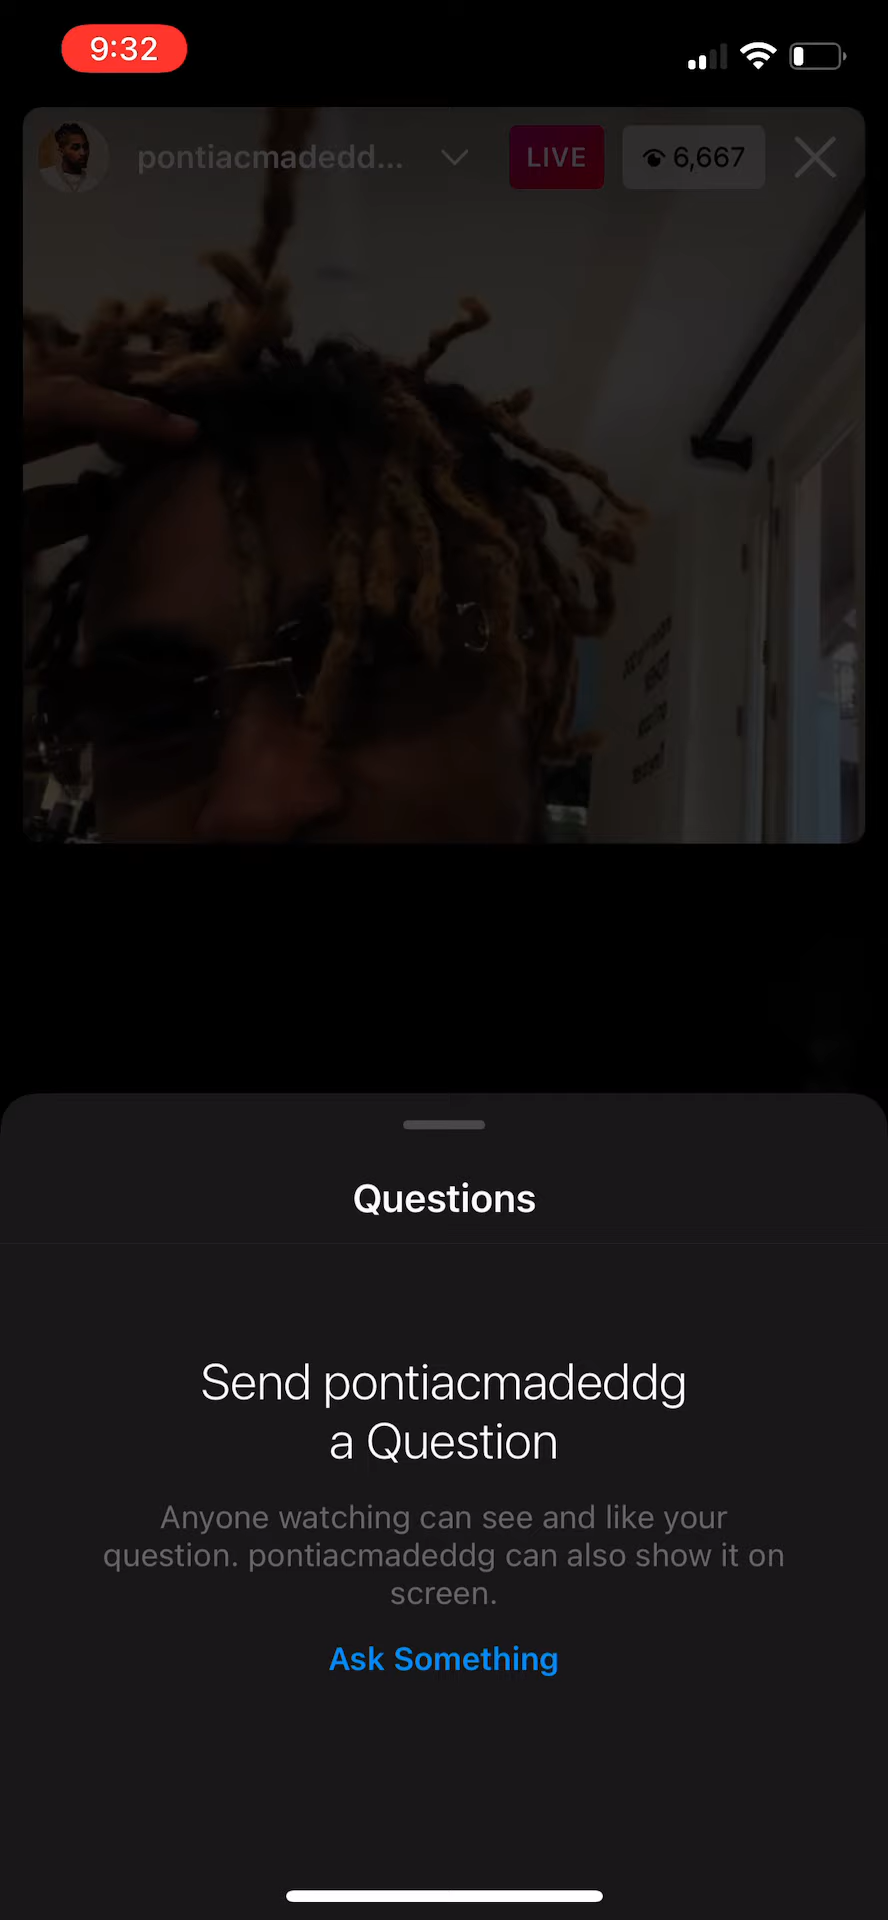 9:32
pontiacmadedd...
LIVE
6,667
Questions
Send pontiacmadeddg
a Question
Anyone watching can see and like your
question. pontiacmadeddg can also show it on
screen.
Ask Something